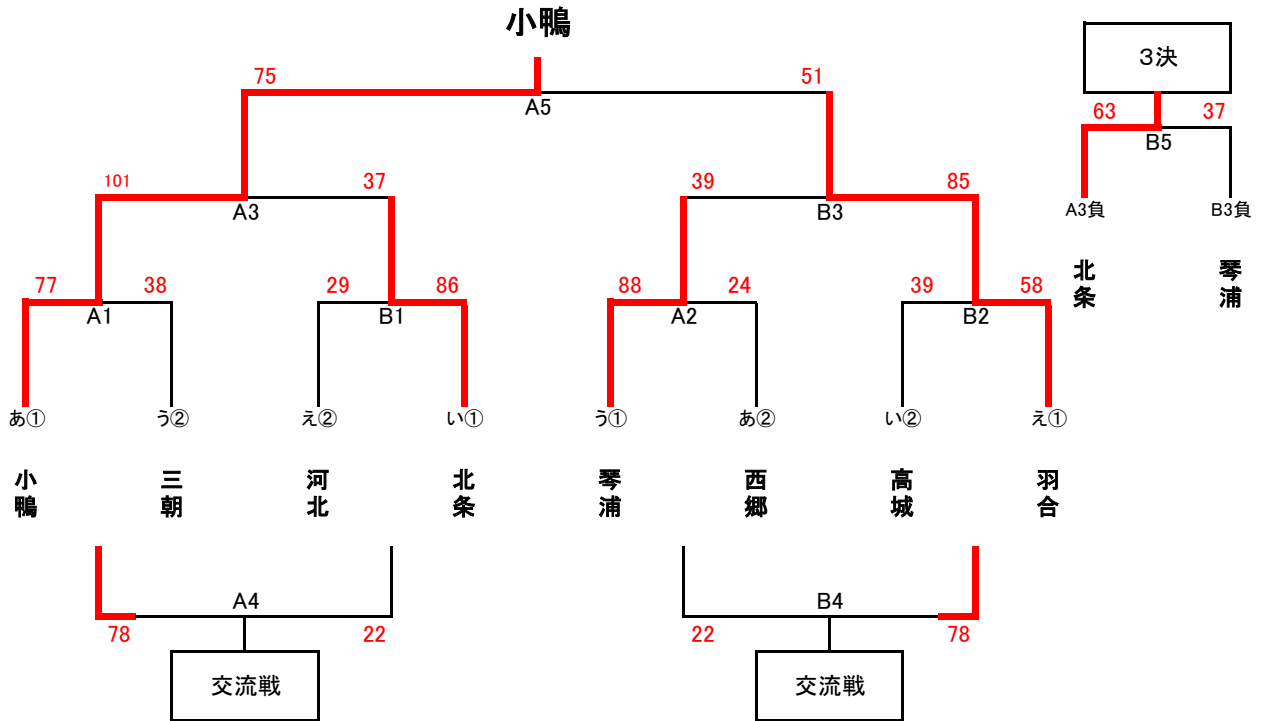 小鴨
3決
75
51
A5
63
37
B5
101
37
A3
39
85
B3
A3負
B3負
北条
琴浦
77
38
A1
29
86
B1
88
24
A2
39
58
B2
あ①
う②
え②
い①
う①
あ②
い②
え①
小鴨
三朝
河北
北条
琴浦
西郷
高城
羽合
A4
78
22
交流戦
B4
22
78
交流戦